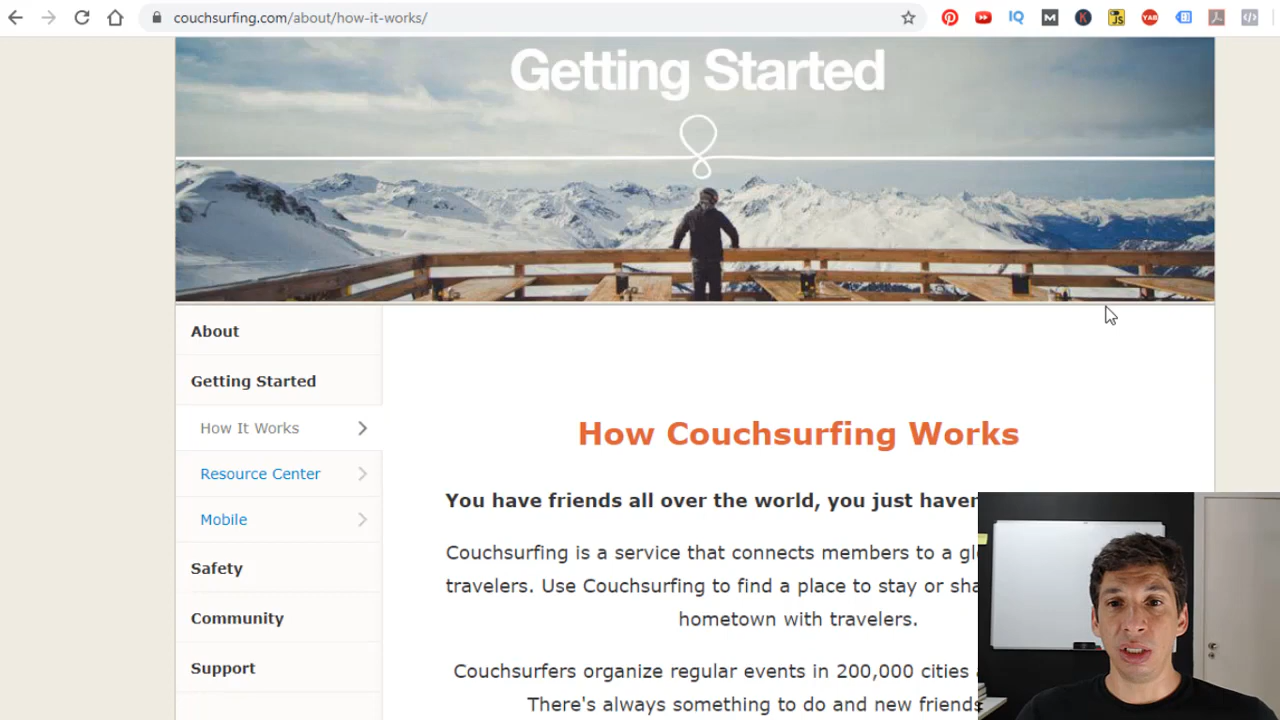 couchsurfing.com/about/how-it-works/
IQ
M
K
JS
YAB
Getting Started
About
Getting Started
How It Works
Resource Center
Mobile
Safety
Community
Support
How Couchsurfing Works
You have friends all over the world, you just
Couchsurfing is a service that connects members to a
travelers. Use Couchsurfing to find a place to stay or
hometown with travelers.
Couchsurfers organize regular events in 200,000 cities
There's always something to do and new friends